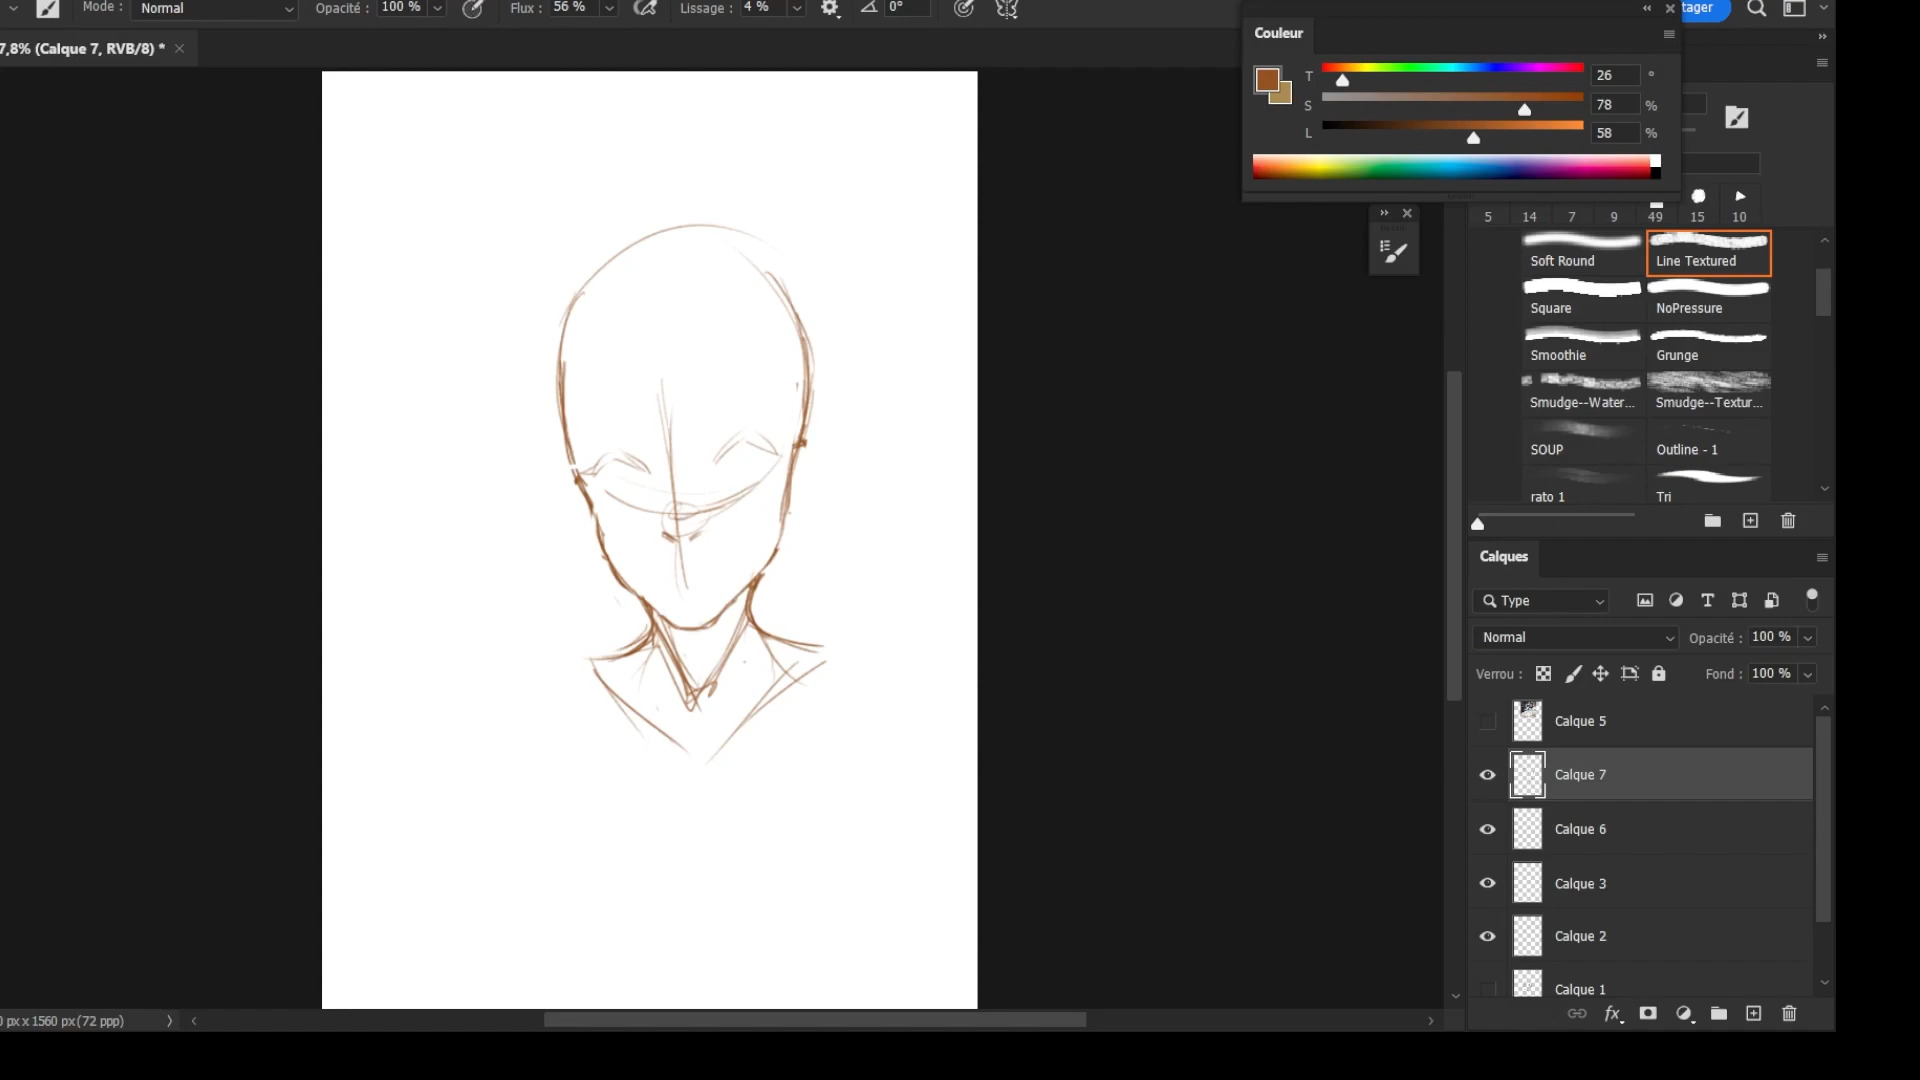 Mode : Normal Opacité : 100 % Flux : 56 % Lissage : 4 % 0° tager
7,8% (Calque 7, RVB/8) *
Couleur
T 26 °
S 78 %
L 58 %
5 14 7 9 49 15 10
Soft Round Line Textured
Square NoPressure
Smoothie Grunge
Smudge--Water... Smudge--Textur...
SOUP Outline - 1
rato 1 Tri
Calques
Type
Normal Opacité : 100 %
Verrou : Fond : 100 %
Calque 5
Calque 7
Calque 6
Calque 3
Calque 2
Calque 1
fx
0 px x 1560 px (72 ppp)